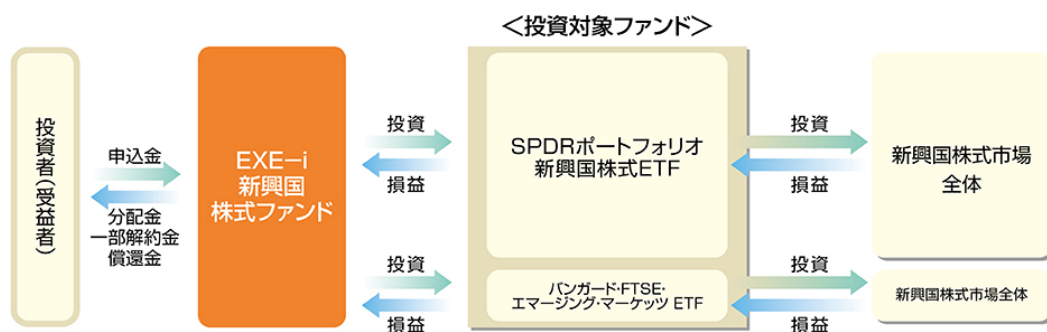 ＜投資対象ファンド＞
投資者(受益者)
申込金
分配金
一部解約金
償還金
EXE－i
新興国
株式ファンド
投資
損益
投資
損益
SPDRポートフォリオ
新興国株式ETF
バンガード・FTSE・
エマージング・マーケッツ ETF
投資
損益
投資
損益
新興国株式市場
全体
新興国株式市場全体